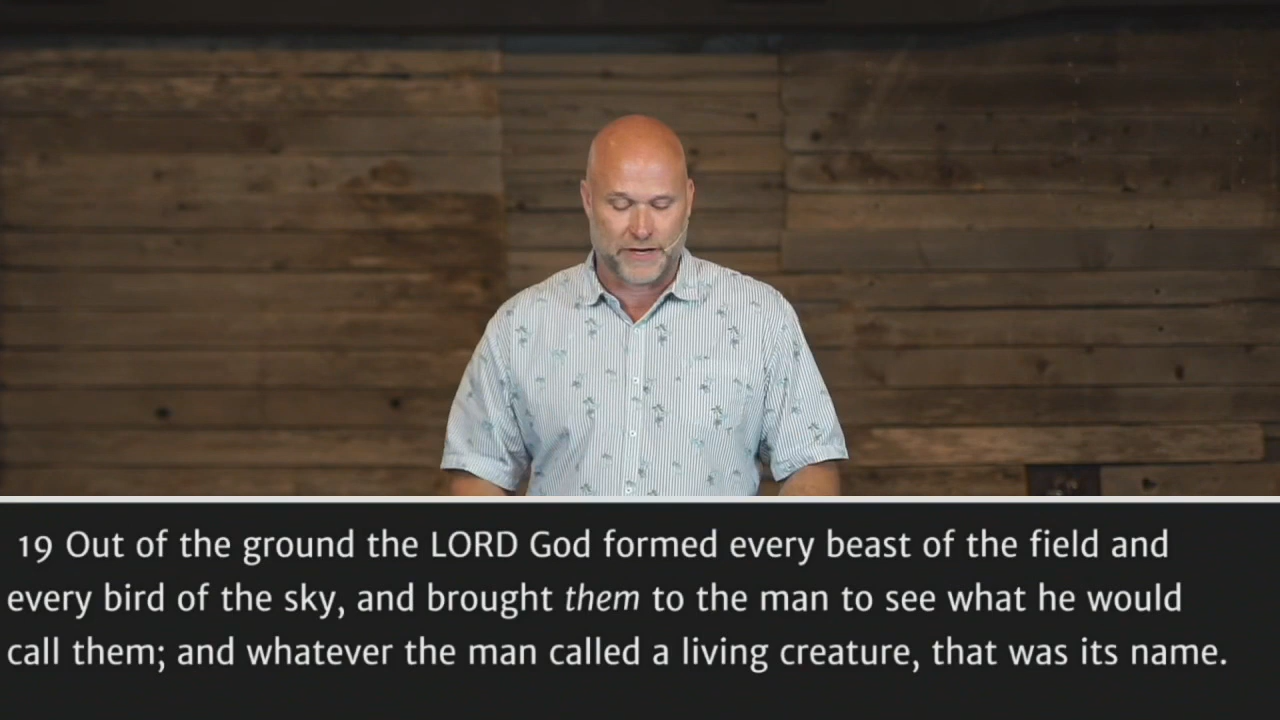 19 Out of the ground the LORD God formed every beast of the field and
every bird of the sky, and brought them to the man to see what he would
call them; and whatever the man called a living creature, that was its name.